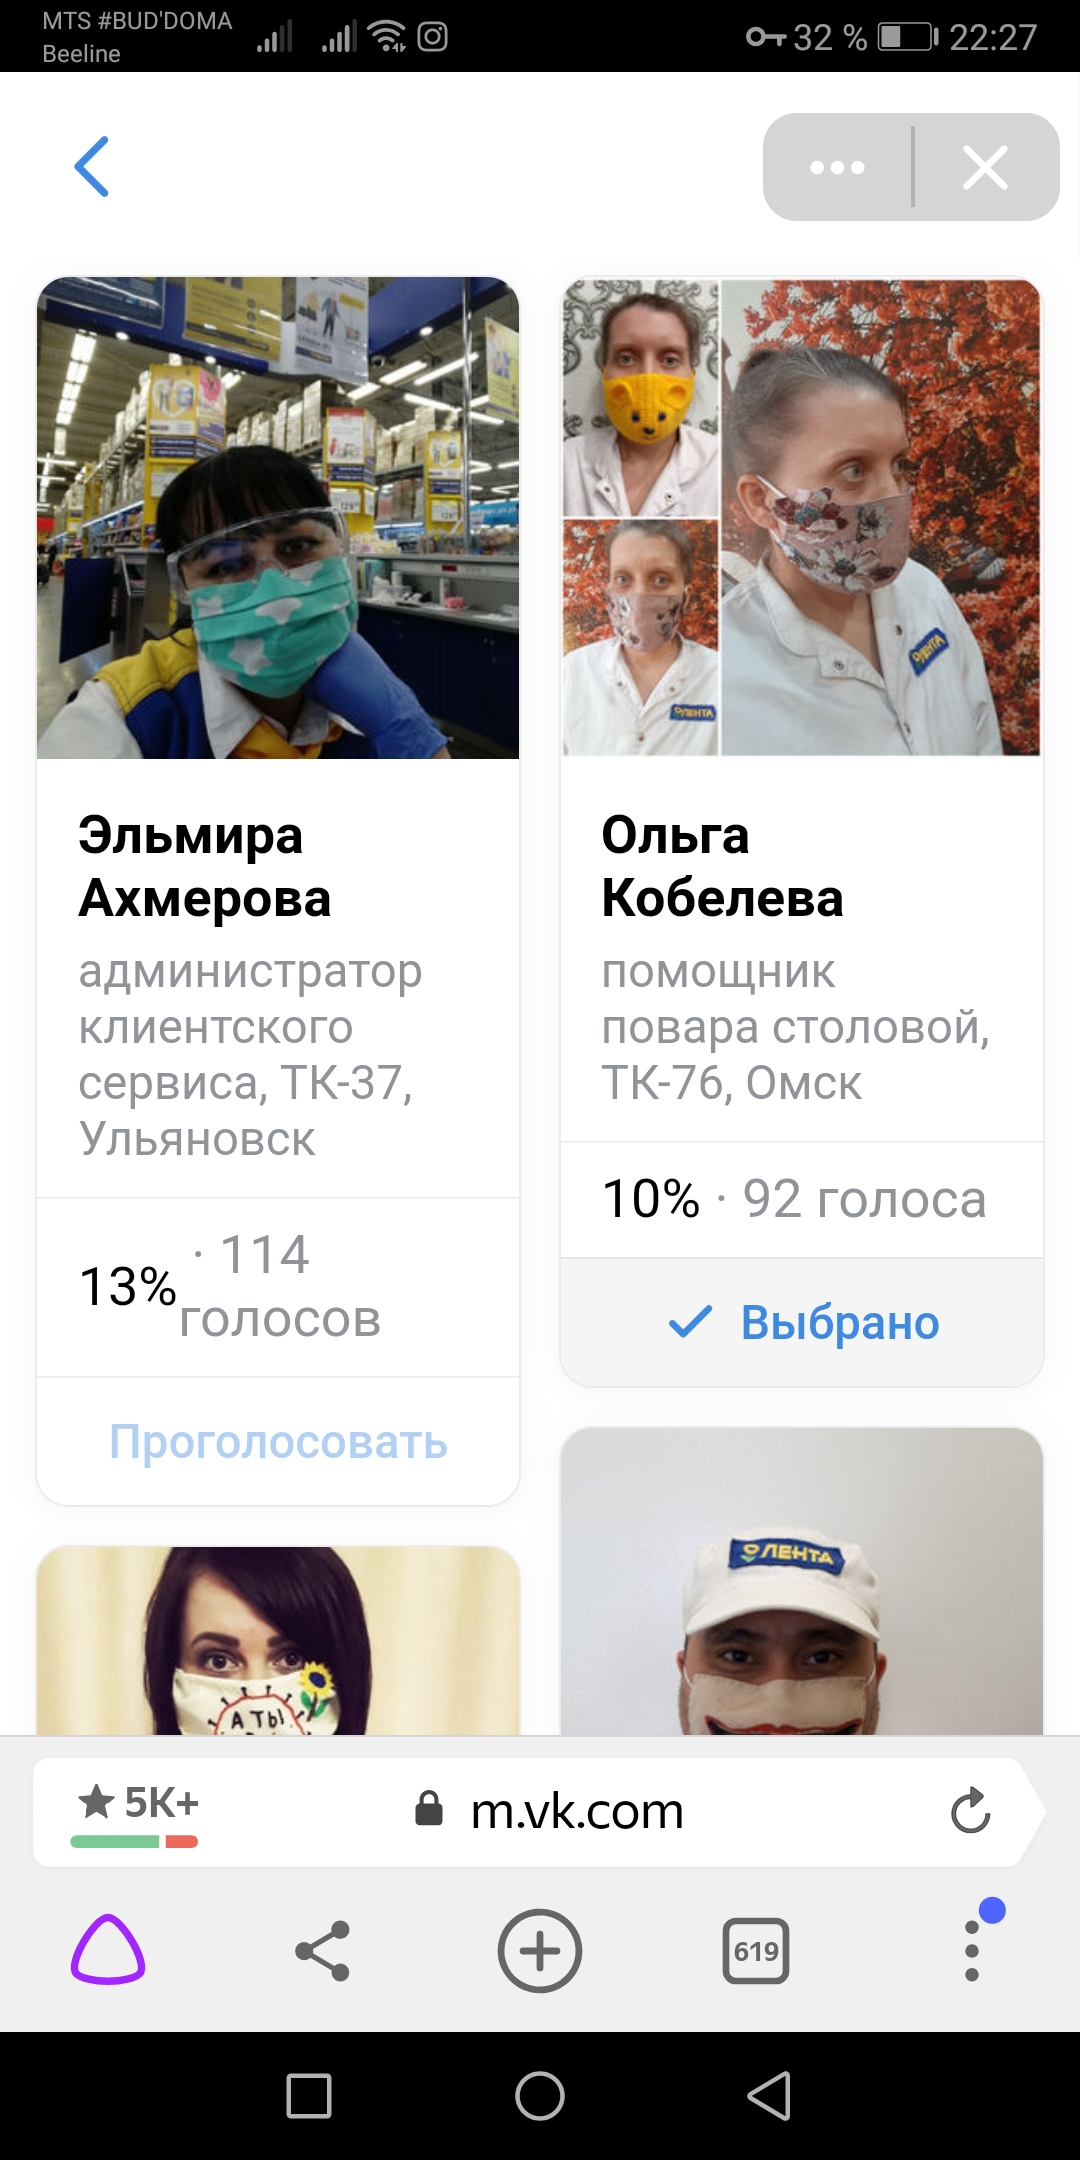 MTS #BUD'DOMA
Beeline
32 %
22:27
ЛЕНТА
ЛЕНТА
Эльмира
Ахмерова
администратор
клиентского
сервиса, ТК-37,
Ульяновск
13% · 114
голосов
Проголосовать
Ольга
Кобелева
помощник
повара столовой,
ТК-76, Омск
10% · 92 голоса
Выбрано
А ТЫ
ЛЕНТА
5K+
m.vk.com
619